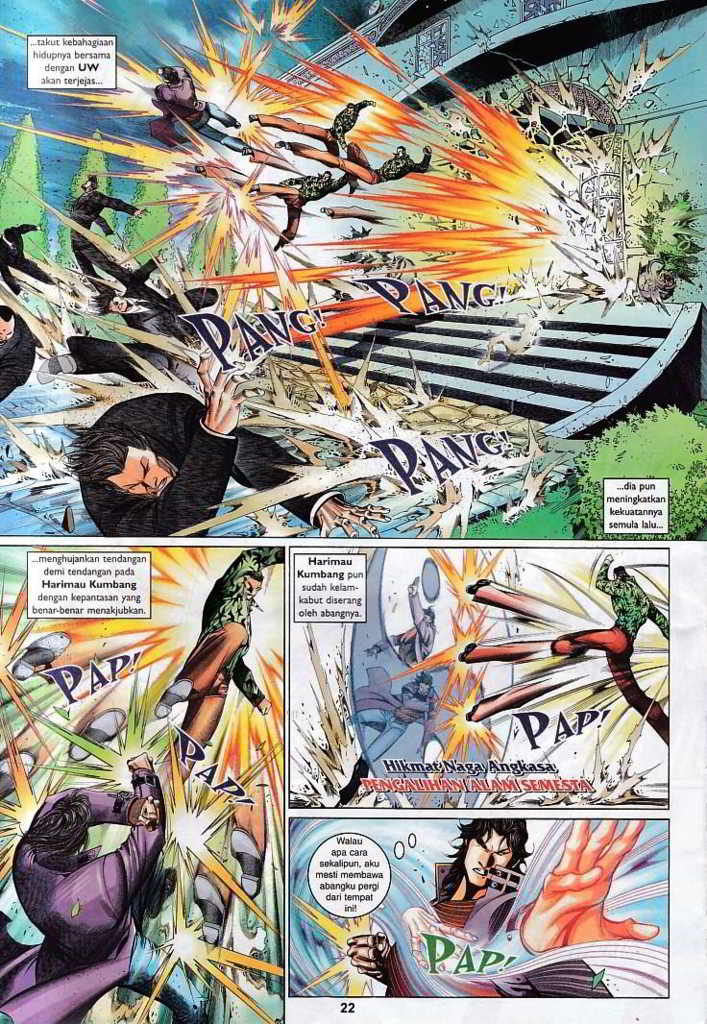 ...takut kebahagiaan
hidupnya bersama
dengan UW
akan terjejas...
PANG!
PANG!
PANG!
...dia pun
meningkatkan
kekuatannya
semula lalu...
...menghujankan tendangan
demi tendangan pada
Harimau Kumbang
dengan kepantasan yang
benar-benar menakjubkan.
PAP!
PAP!
Harimau
Kumbang pun
sudah kelam-
kabut diserang
oleh abangnya.
PAP!
Hikmat Naga Angkasa:
PENGALIHAN ALAM SEMESTA
Walau
apa cara
sekalipun, aku
mesti membawa
abangku pergi
dari tempat
ini!
PAP!
22